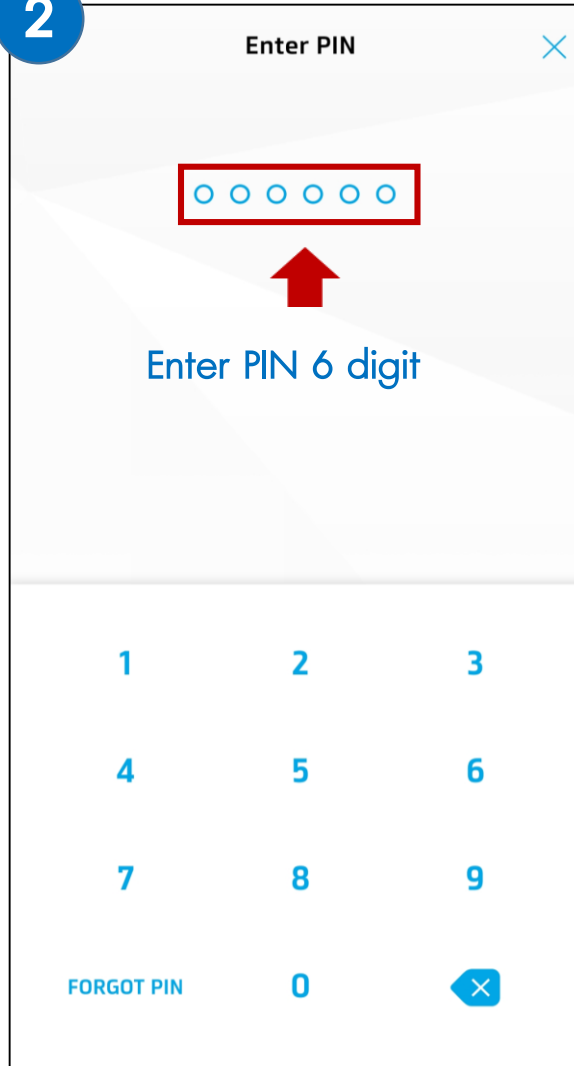 2
Enter PIN
Enter PIN 6 digit
1 2 3
4 5 6
7 8 9
FORGOT PIN 0